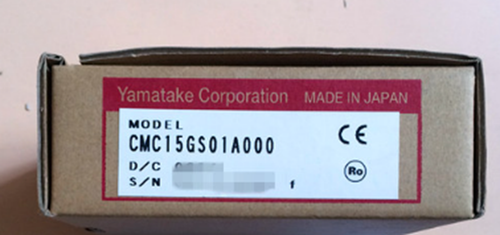 Yamatake Corporation MADE IN JAPAN
MODEL
CMC15GS01A000
CE
D/C
S/N f
Ro